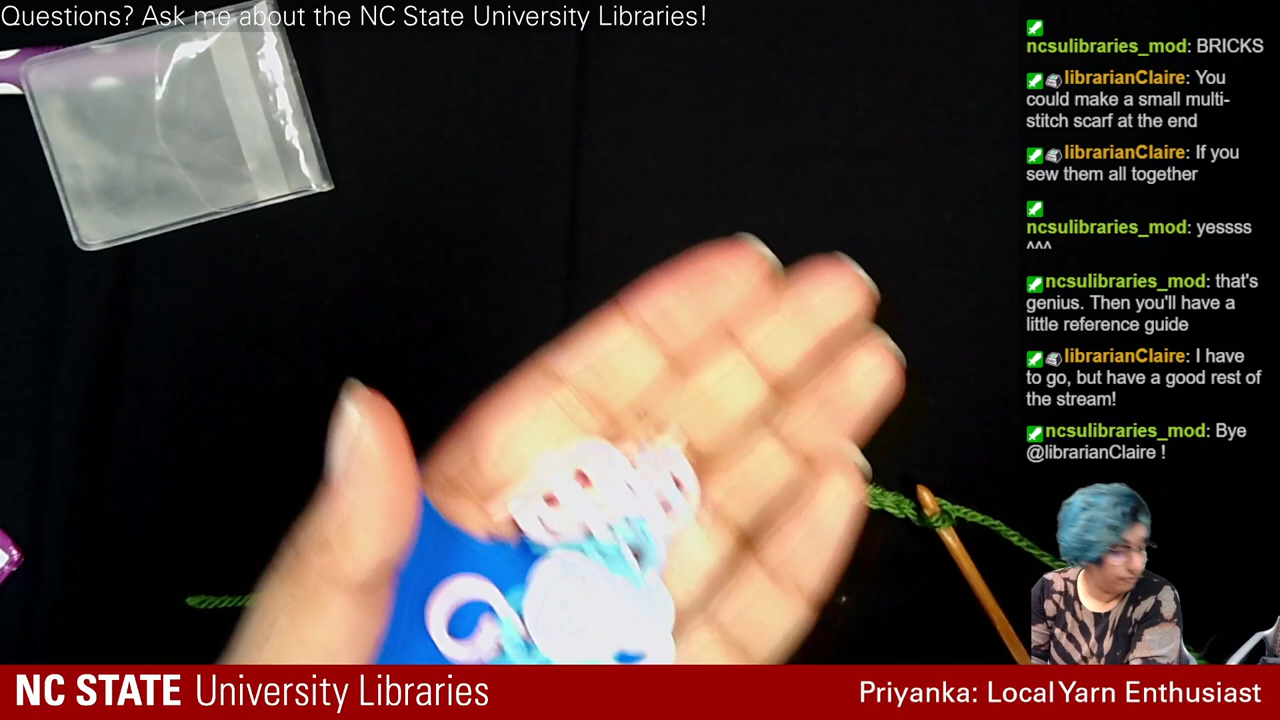 Questions? Ask me about the NC State University Libraries!
ncsulibraries_mod: BRICKS
librarianClaire: You
could make a small multi-
stitch scarf at the end
librarianClaire: If you
sew them all together
ncsulibraries_mod: yessss
^^^
ncsulibraries_mod: that's
genius. Then you'll have a
little reference guide
librarianClaire: I have
to go, but have a good rest of
the stream!
ncsulibraries_mod: Bye
@librarianClaire !
NC STATE University Libraries
Priyanka: Local Yarn Enthusiast